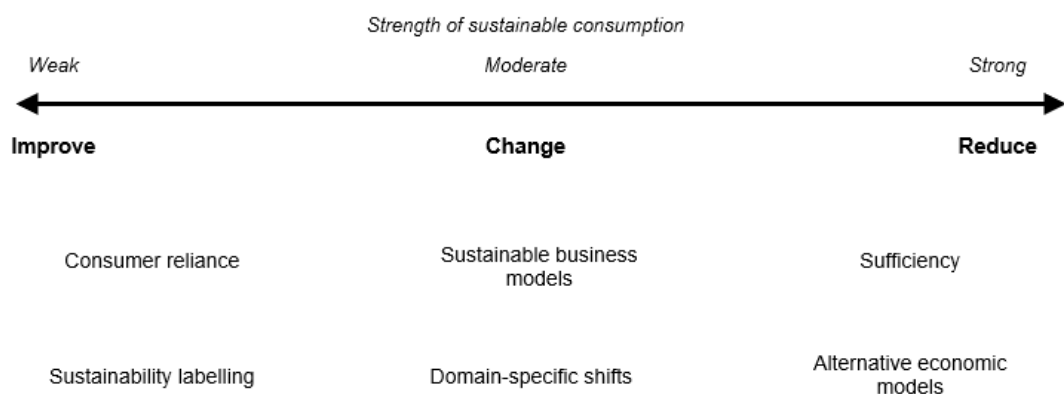 Strength of sustainable consumption
Weak Moderate Strong
Improve Change Reduce
Consumer reliance Sustainable business models Sufficiency
Sustainability labelling Domain-specific shifts Alternative economic models